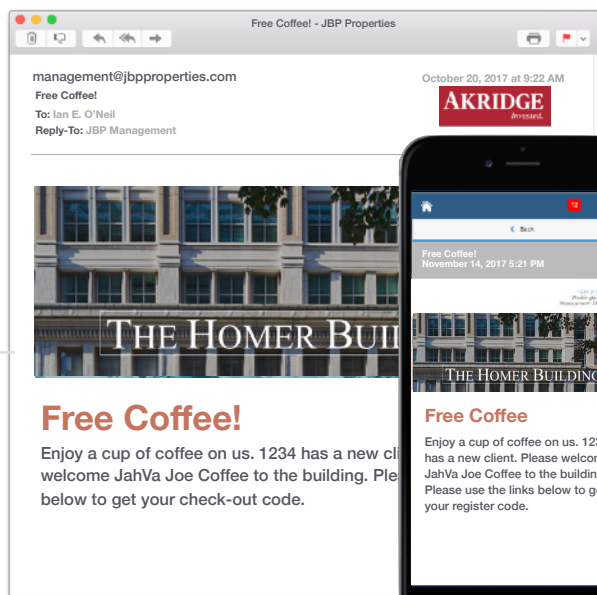 Free Coffee! - JBP Properties
management@jbpproperties.com
October 20, 2017 at 9:22 AM
Free Coffee!
To: Ian E. O'Neil
Reply-To: JBP Management
AKRIDGE
Invested.
THE HOMER BUI
Free Coffee!
Enjoy a cup of coffee on us. 1234 has a new cli
welcome JahVa Joe Coffee to the building. Plea
below to get your check-out code.
12
Back
Free Coffee!
November 14, 2017 5:21 PM
THE HOMER BUILDING
Free Coffee
Enjoy a cup of coffee on us. 123
has a new client. Please welcom
JahVa Joe Coffee to the buildin
Please use the links below to g
your register code.